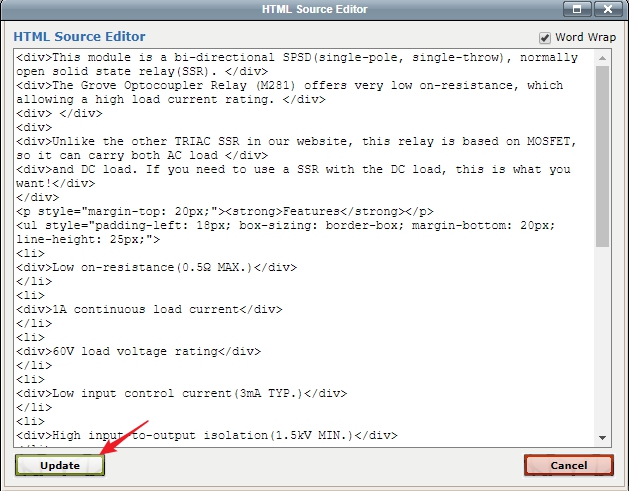 HTML Source Editor
HTML Source Editor
Word Wrap
<div>This module is a bi-directional SPSD(single-pole, single-throw), normally
open solid state relay(SSR). </div>
<div>The Grove Optocoupler Relay (M281) offers very low on-resistance, which
allowing a high load current rating. </div>
<div> </div>
<div>
<div>Unlike the other TRIAC SSR in our website, this relay is based on MOSFET,
so it can carry both AC load </div>
<div>and DC load. If you need to use a SSR with the DC load, this is what you
want!</div>
</div>
<p style="margin-top: 20px;"><strong>Features</strong></p>
<ul style="padding-left: 18px; box-sizing: border-box; margin-bottom: 20px;
line-height: 25px;">
<li>
<div>Low on-resistance(0.5Ω MAX.)</div>
</li>
<li>
<div>1A continuous load current</div>
</li>
<li>
<div>60V load voltage rating</div>
</li>
<li>
<div>Low input control current(3mA TYP.)</div>
</li>
<li>
<div>High input-to-output isolation(1.5kV MIN.)</div>
Update
Cancel